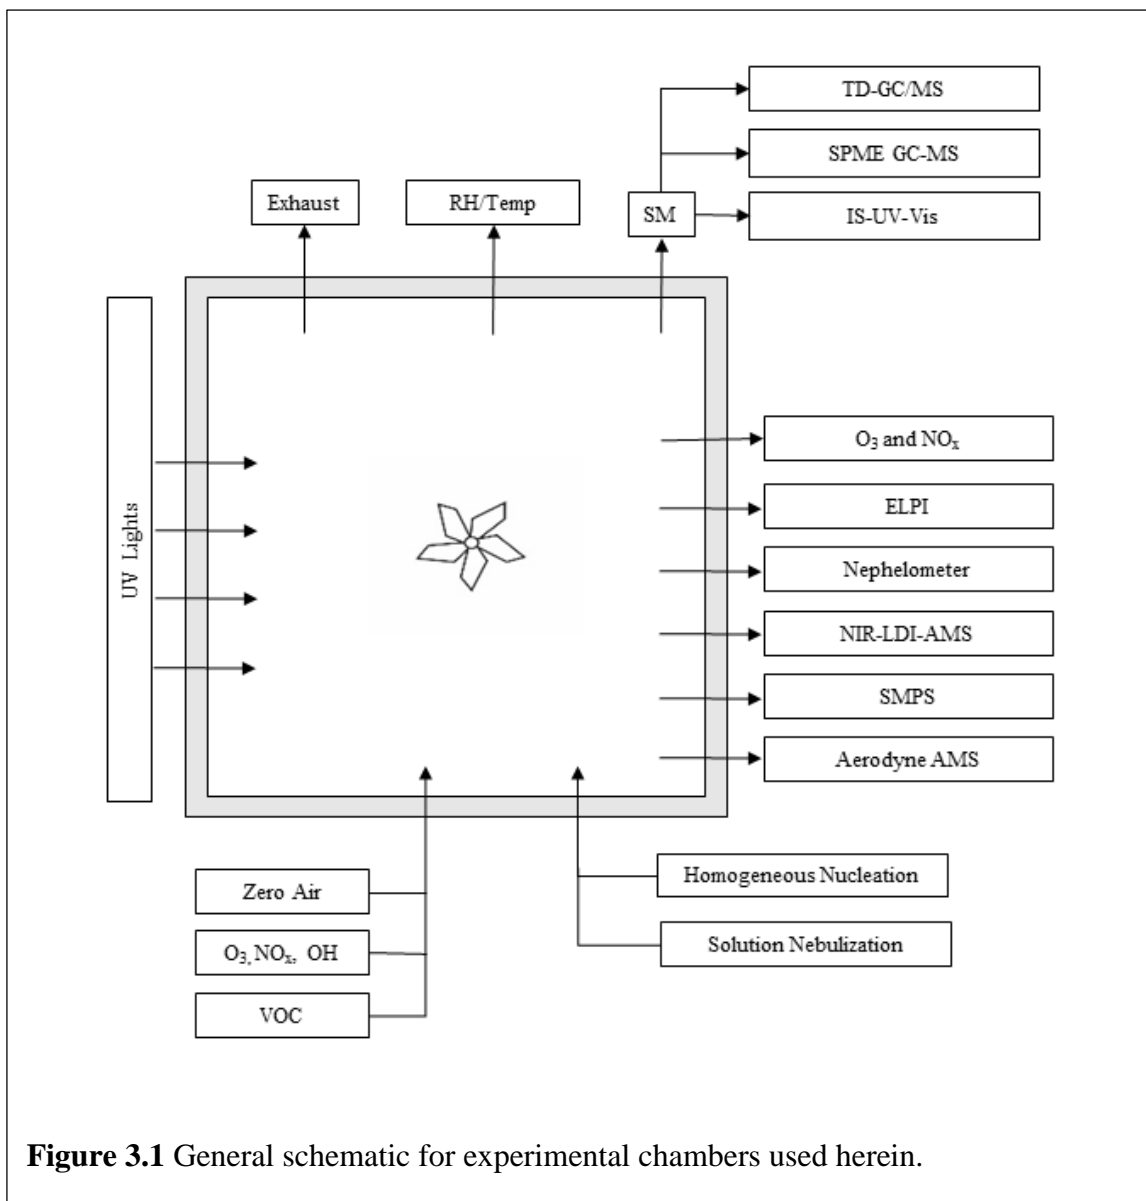 TD-GC/MS
SPME GC-MS
Exhaust
RH/Temp
SM
IS-UV-Vis
UV Lights
O₃ and NOₓ
ELPI
Nephelometer
NIR-LDI-AMS
SMPS
Aerodyne AMS
Zero Air
O₃, NOₓ, OH
VOC
Homogeneous Nucleation
Solution Nebulization
Figure 3.1 General schematic for experimental chambers used herein.